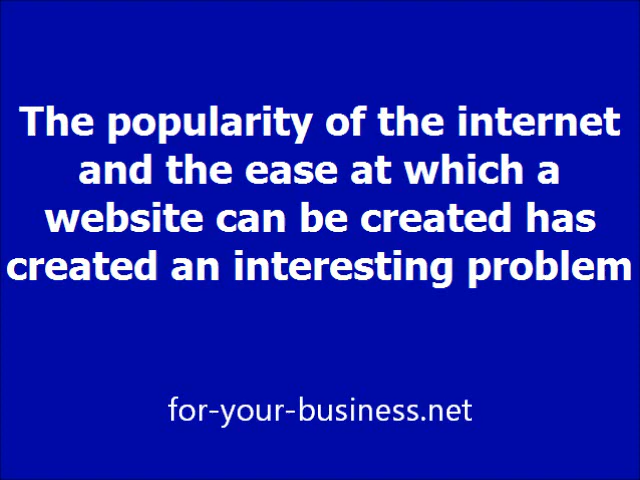 The popularity of the internet
and the ease at which a
website can be created has
created an interesting problem
for-your-business.net